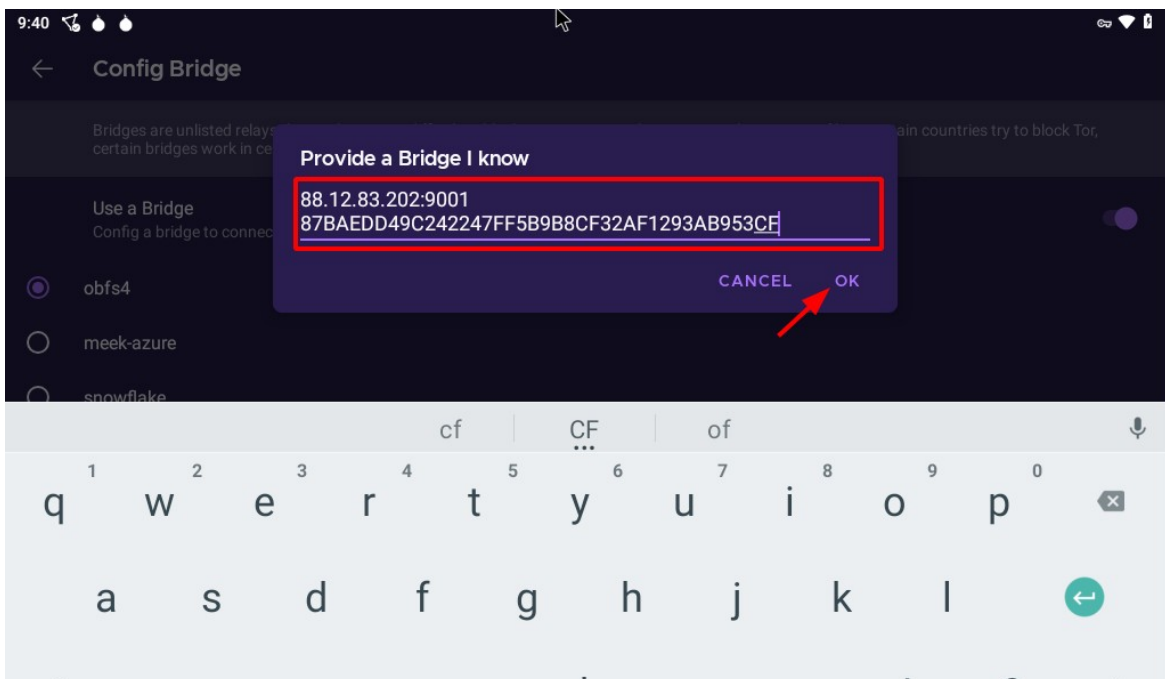 9:40
Config Bridge
Bridges are unlisted relays
ain countries try to block Tor,
certain bridges work in ce
Provide a Bridge I know
88.12.83.202:9001
87BAEDD49C242247FF5B9B8CF32AF1293AB953CF
Use a Bridge
Config a bridge to connec
CANCEL OK
obfs4
meek-azure
snowflake
cf CF of
1 2 3 4 5 6 7 8 9 0
q w e r t y u i o p
a s d f g h j k l